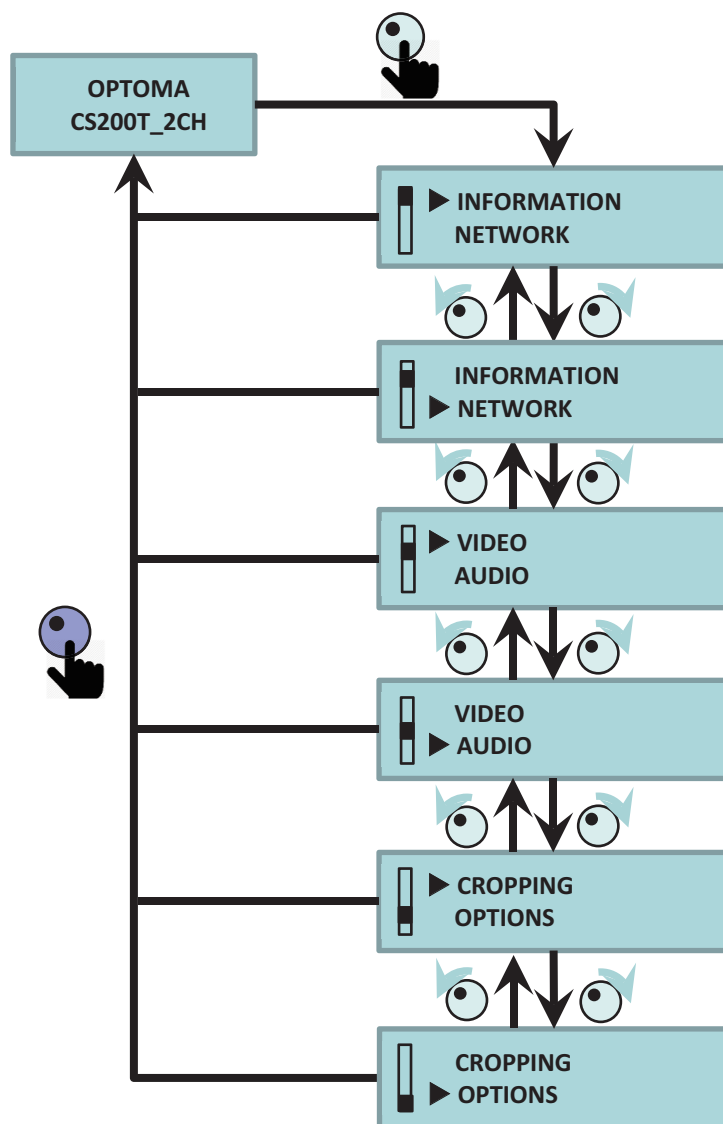 OPTOMA
CS200T_2CH
▶ INFORMATION
NETWORK
INFORMATION
▶ NETWORK
▶ VIDEO
AUDIO
VIDEO
▶ AUDIO
▶ CROPPING
OPTIONS
CROPPING
▶ OPTIONS